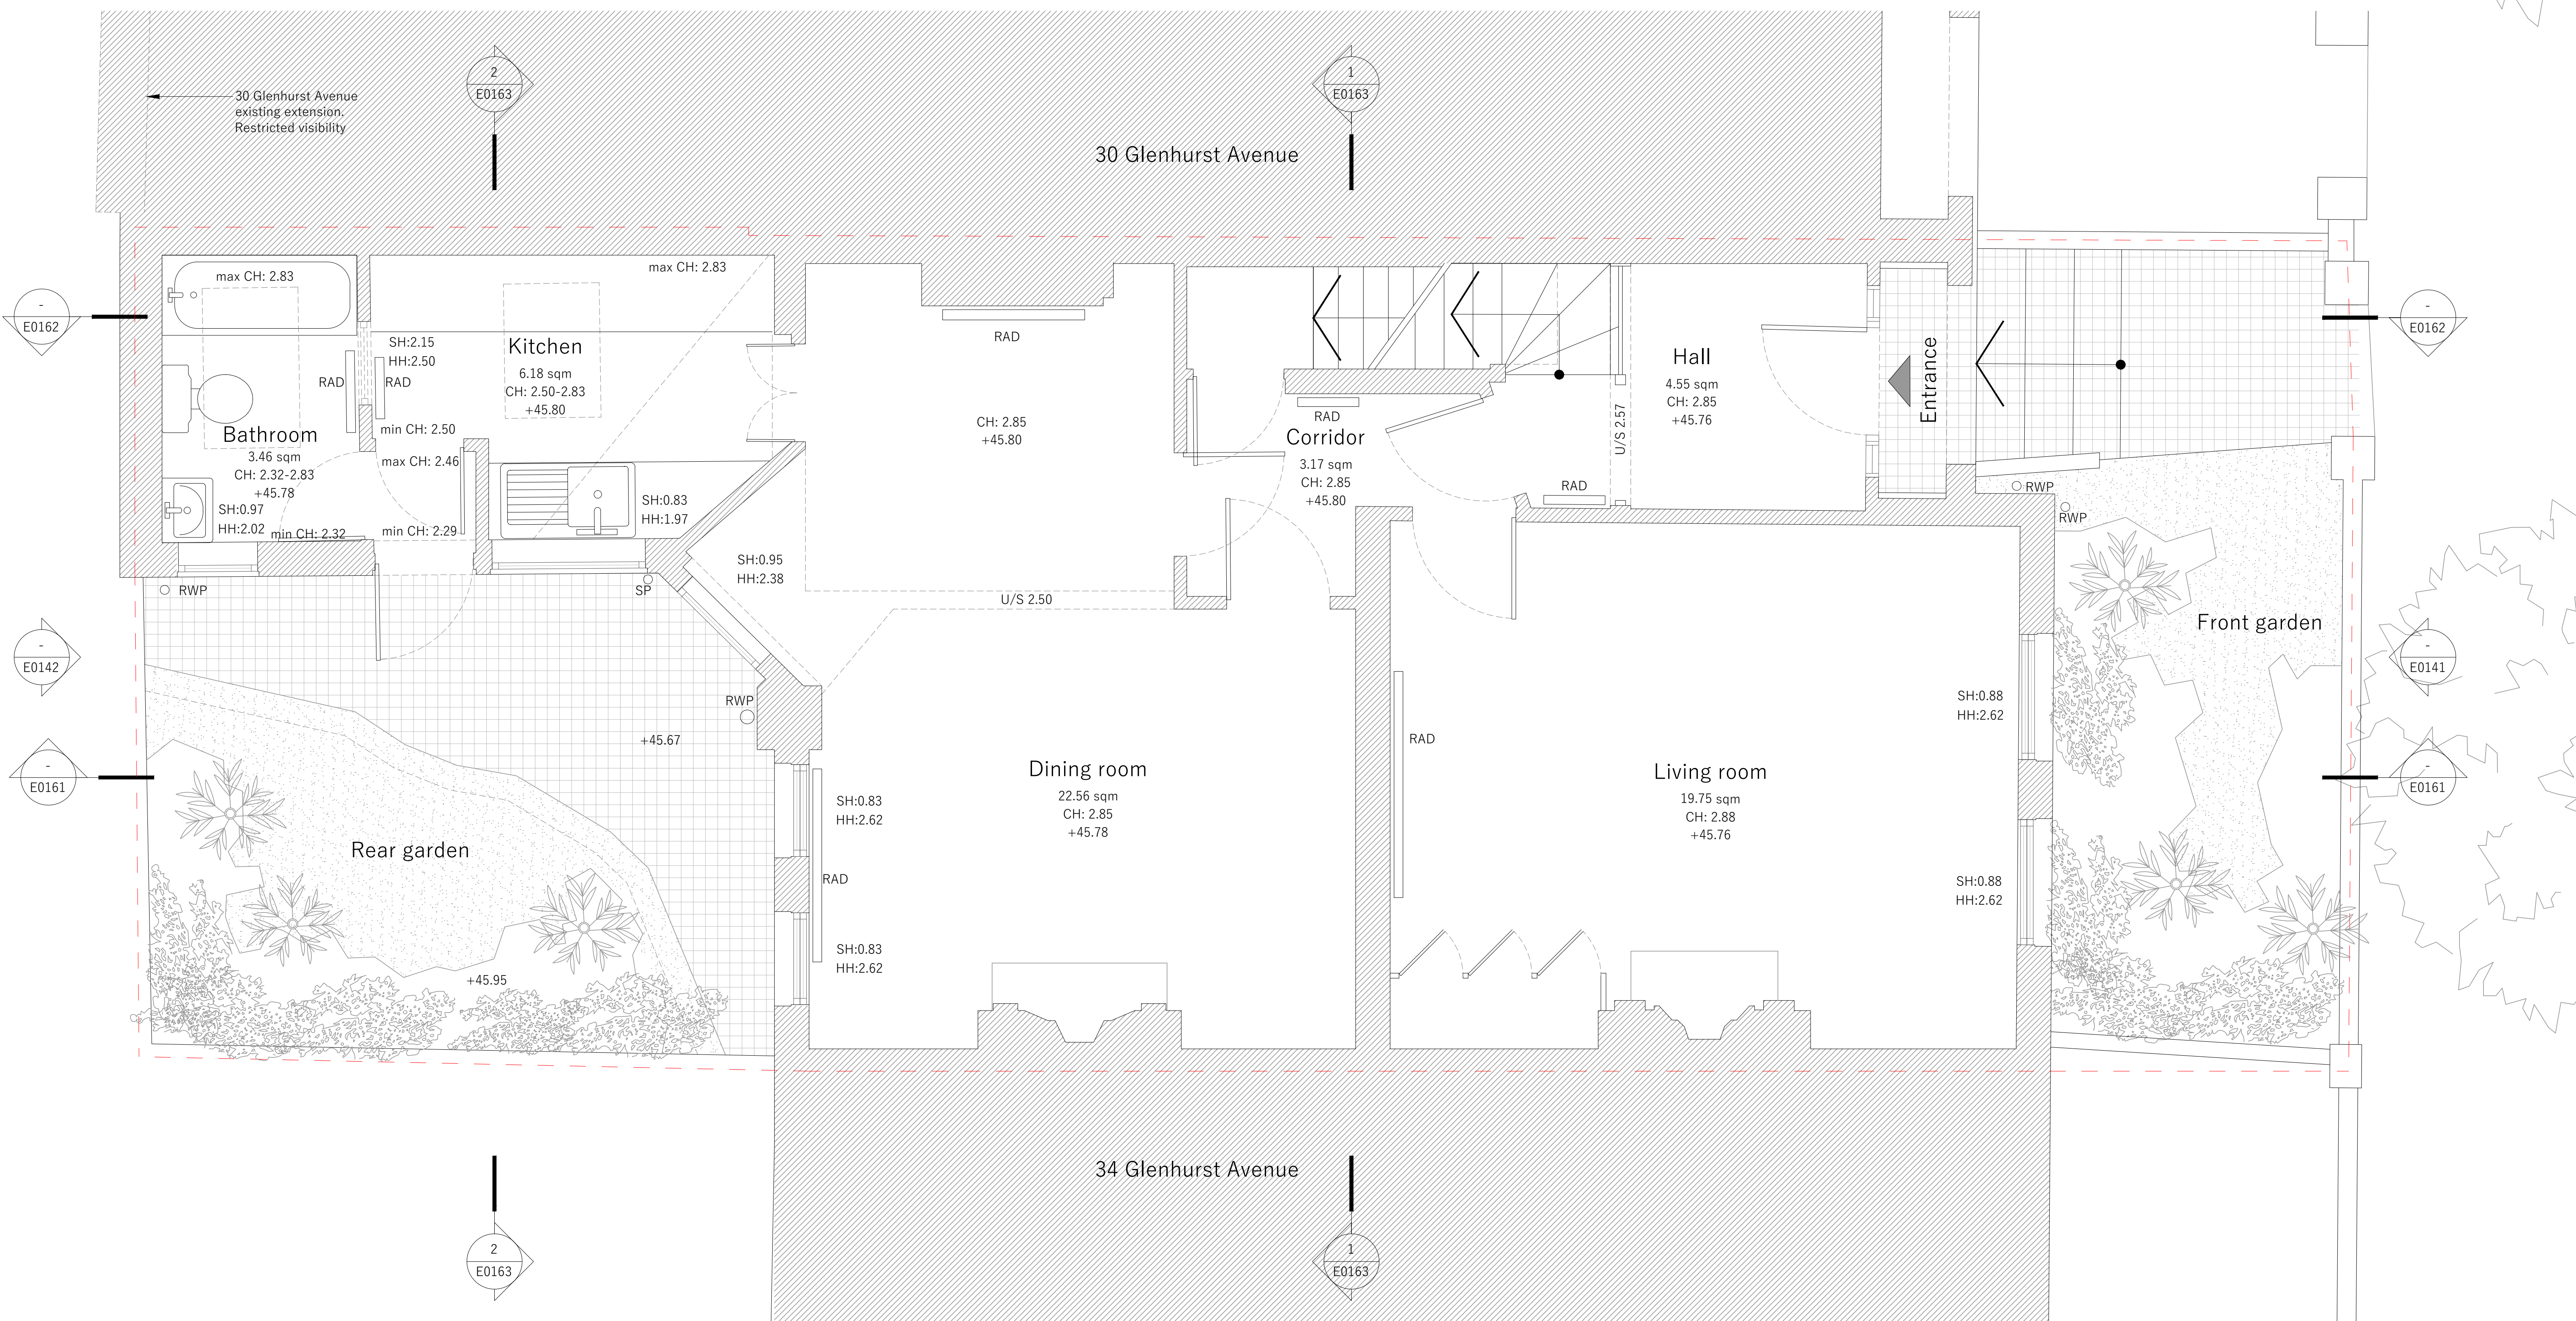 2
E0163
1
E0163
30 Glenhurst Avenue
existing extension.
Restricted visibility
30 Glenhurst Avenue
max CH: 2.83
max CH: 2.83
-
E0162
-
E0162
SH:2.15
HH:2.50
Kitchen
6.18 sqm
CH: 2.50-2.83
+45.80
RAD
RAD
RAD
min CH: 2.50
max CH: 2.46
Bathroom
3.46 sqm
CH: 2.32-2.83
+45.78
SH:0.97
HH:2.02
min CH: 2.32
min CH: 2.29
SH:0.83
HH:1.97
CH: 2.85
+45.80
RAD
Corridor
3.17 sqm
CH: 2.85
+45.80
RAD
U/S 2.57
Hall
4.55 sqm
CH: 2.85
+45.76
Entrance
RWP
RWP
RWP
SP
SH:0.95
HH:2.38
U/S 2.50
Front garden
-
E0142
-
E0141
RWP
+45.67
-
E0161
-
E0161
RAD
SH:0.88
HH:2.62
Dining room
22.56 sqm
CH: 2.85
+45.78
Living room
19.75 sqm
CH: 2.88
+45.76
SH:0.83
HH:2.62
Rear garden
RAD
SH:0.88
HH:2.62
SH:0.83
HH:2.62
+45.95
34 Glenhurst Avenue
2
E0163
1
E0163